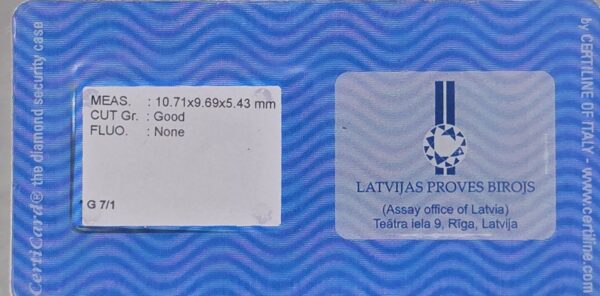 CertiCard® the diamond security case
MEAS. : 10.71x9.69x5.43 mm
CUT Gr. : Good
FLUO. : None
G 7/1
LATVIJAS PROVES BIROJS
(Assay office of Latvia)
Teātra iela 9, Rīga, Latvija
by CERTILINE OF ITALY - www.certiline.com